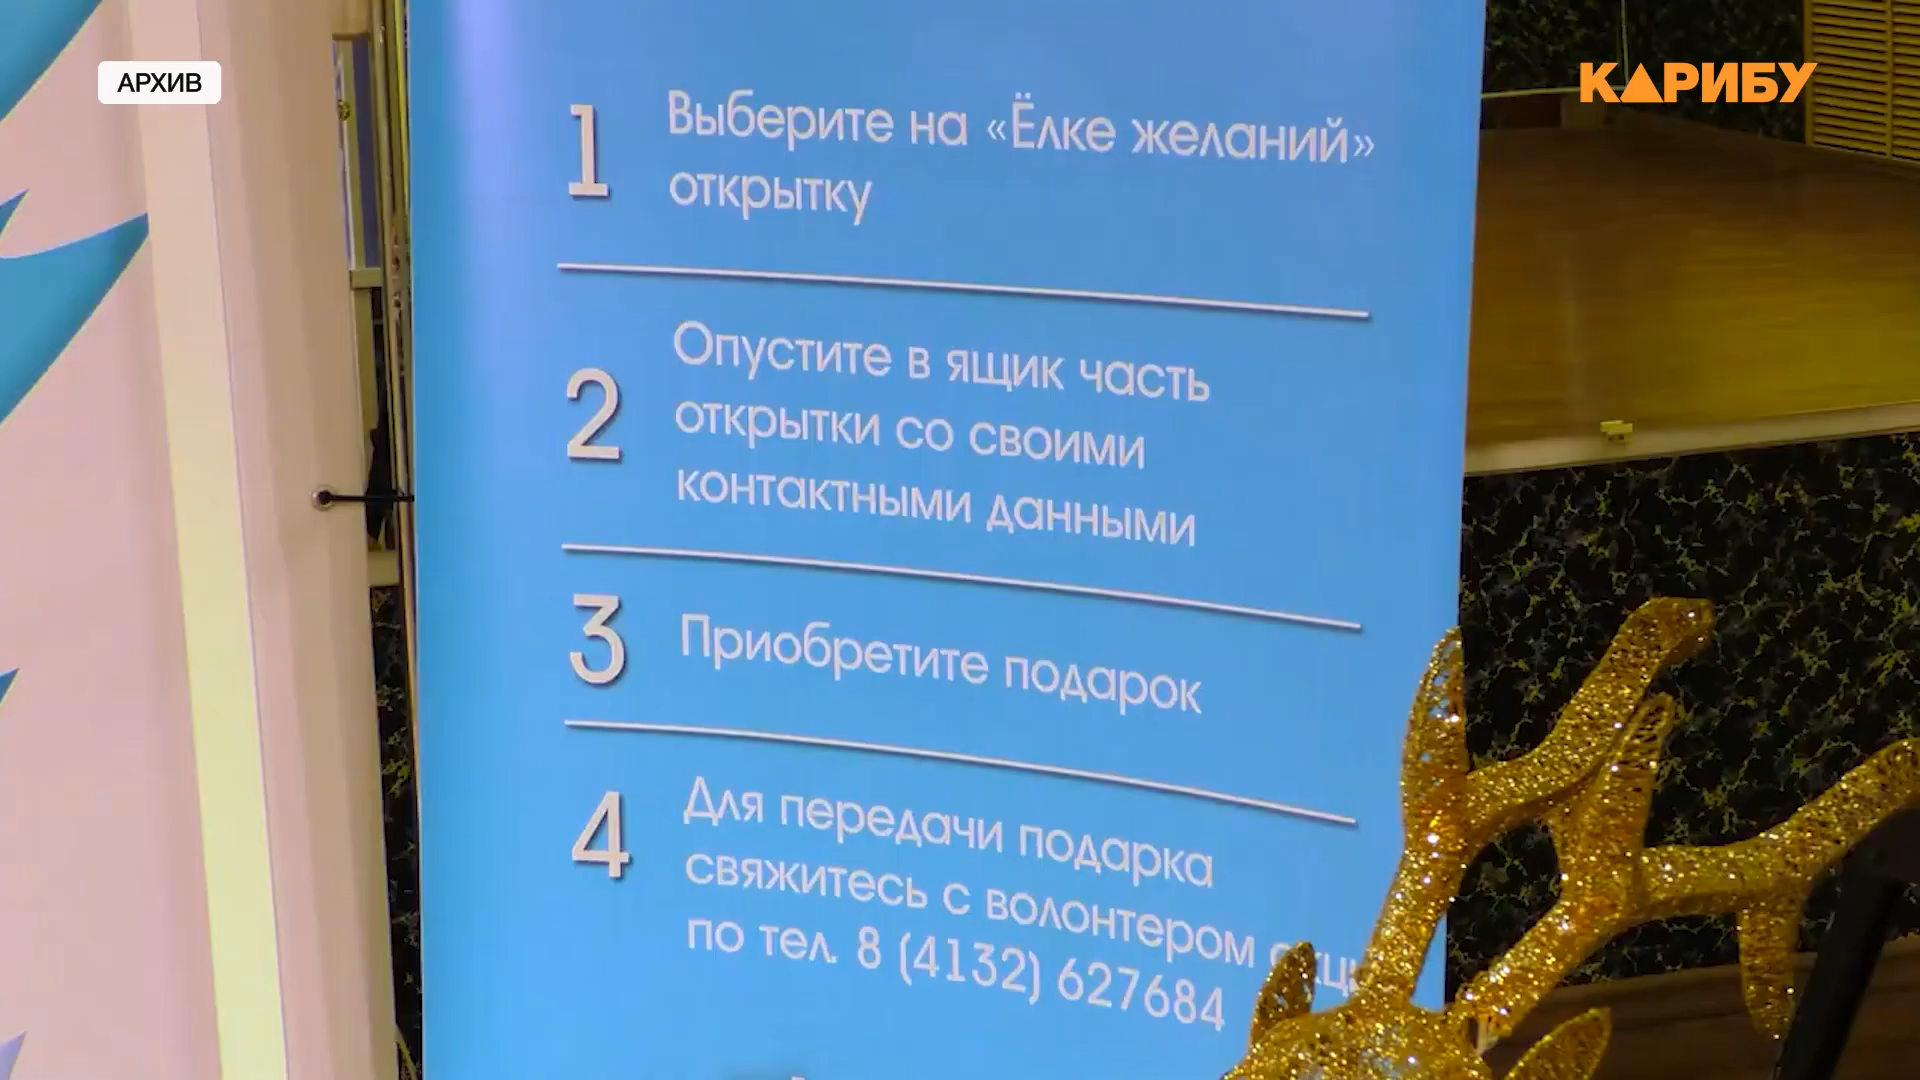 АРХИВ
КАРИБУ
1 Выберите на «Ёлке желаний»
открытку
2 Опустите в ящик часть
открытки со своими
контактными данными
3 Приобретите подарок
4 Для передачи подарка
свяжитесь с волонтером
по тел. 8 (4132) 627684